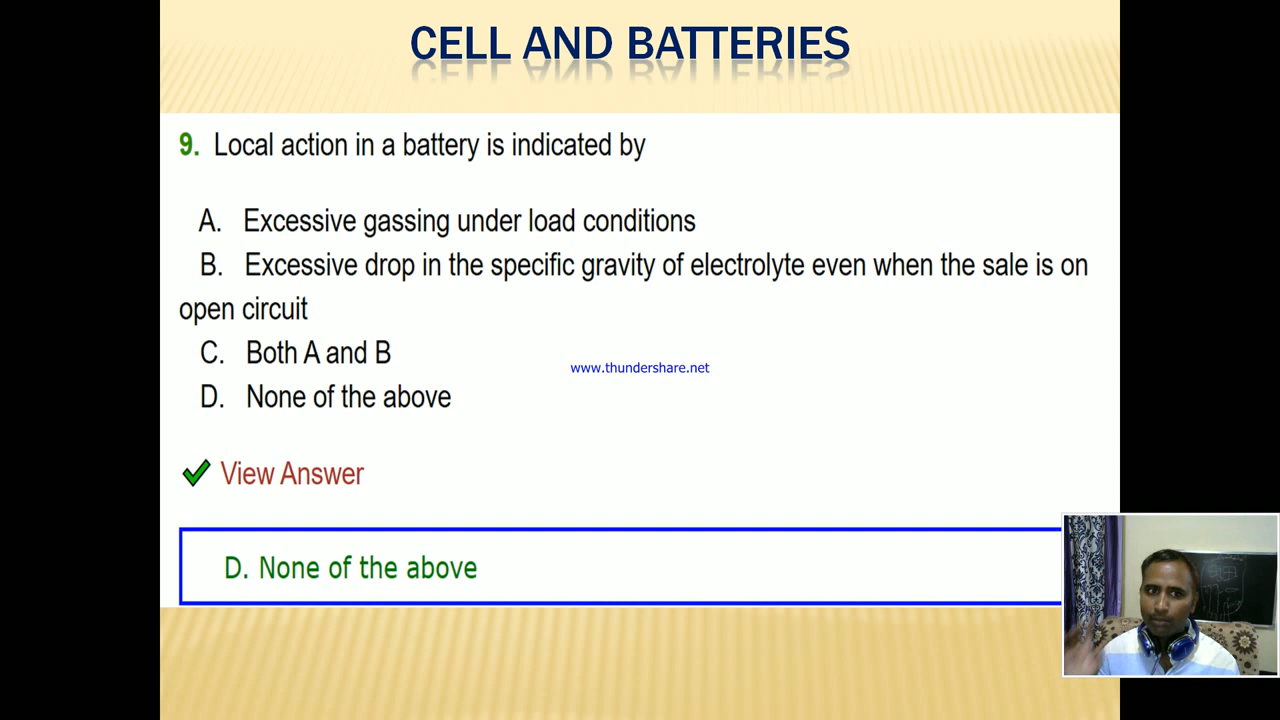 CELL AND BATTERIES
9. Local action in a battery is indicated by
A. Excessive gassing under load conditions
B. Excessive drop in the specific gravity of electrolyte even when the sale is on
open circuit
C. Both A and B
www.thundershare.net
D. None of the above
View Answer
D. None of the above